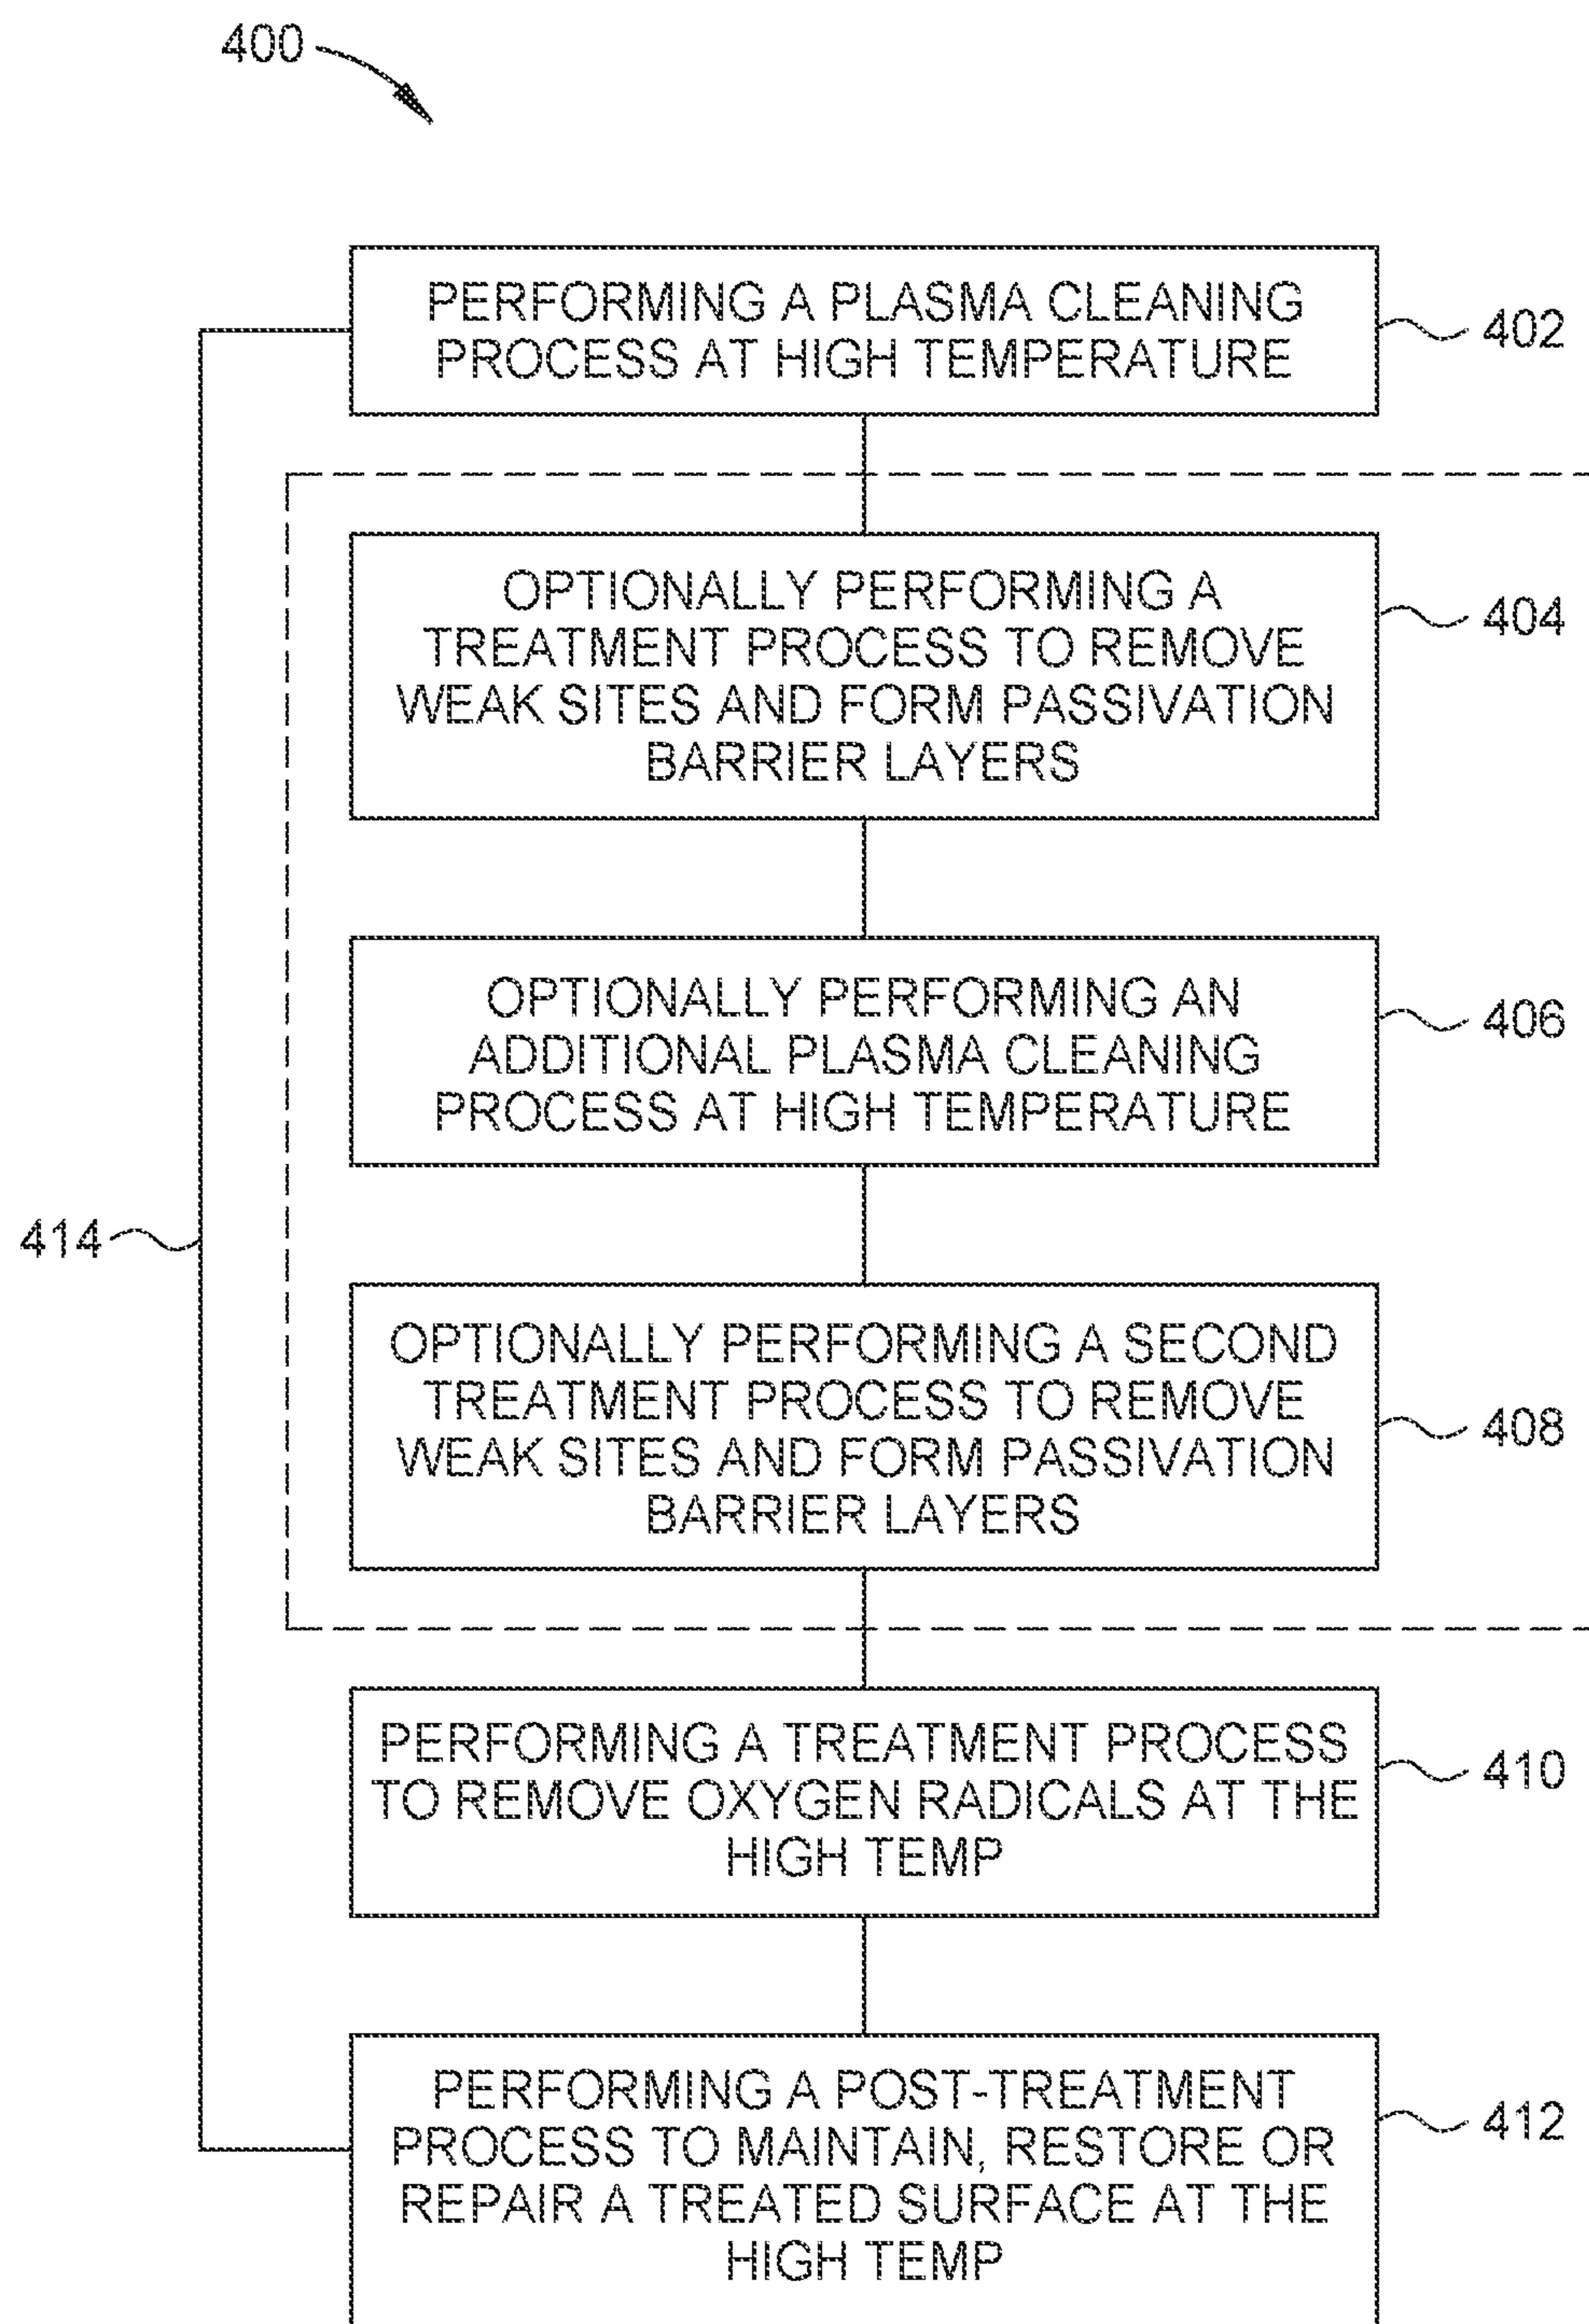 400
PERFORMING A PLASMA CLEANING
PROCESS AT HIGH TEMPERATURE
402
OPTIONALLY PERFORMING A
TREATMENT PROCESS TO REMOVE
WEAK SITES AND FORM PASSIVATION
BARRIER LAYERS
404
OPTIONALLY PERFORMING AN
ADDITIONAL PLASMA CLEANING
PROCESS AT HIGH TEMPERATURE
406
414
OPTIONALLY PERFORMING A SECOND
TREATMENT PROCESS TO REMOVE
WEAK SITES AND FORM PASSIVATION
BARRIER LAYERS
408
PERFORMING A TREATMENT PROCESS
TO REMOVE OXYGEN RADICALS AT THE
HIGH TEMP
410
PERFORMING A POST-TREATMENT
PROCESS TO MAINTAIN, RESTORE OR
REPAIR A TREATED SURFACE AT THE
HIGH TEMP
412